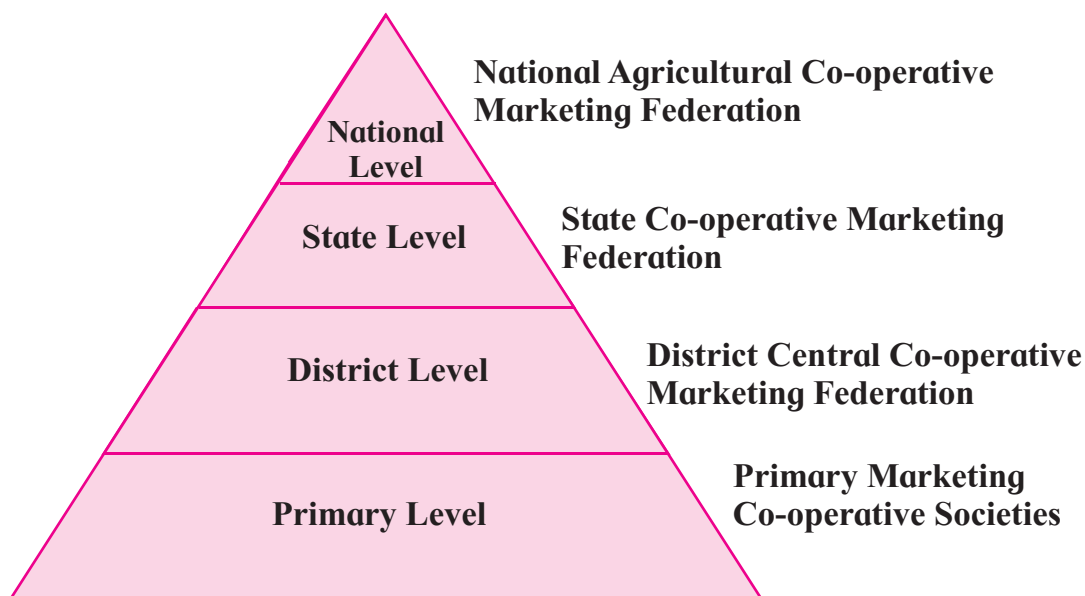 National Agricultural Co-operative
Marketing Federation
National
Level
State Level
State Co-operative Marketing
Federation
District Level
District Central Co-operative
Marketing Federation
Primary Level
Primary Marketing
Co-operative Societies